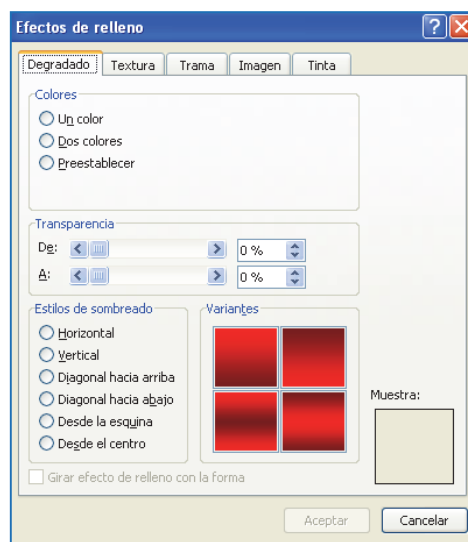 Efectos de relleno
Degradado Textura Trama Imagen Tinta
Colores
Un color
Dos colores
Preestablecer
Transparencia
De: 0 %
A: 0 %
Estilos de sombreado Variantes
Horizontal
Vertical
Diagonal hacia arriba
Diagonal hacia abajo
Desde la esquina
Desde el centro
Muestra:
Girar efecto de relleno con la forma
Aceptar Cancelar